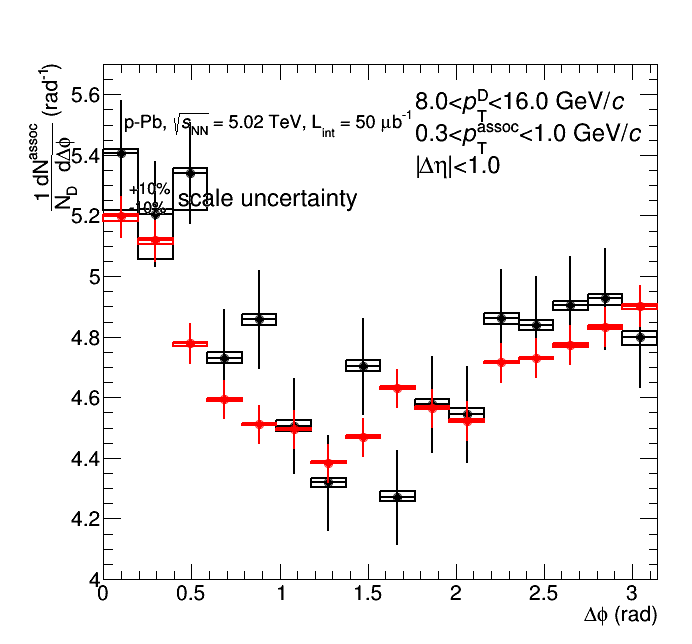 8.0<p_T^D<16.0 GeV/c
p-Pb, √s_NN = 5.02 TeV, L_int = 50 μb^-1
0.3<p_T^assoc<1.0 GeV/c
|Δη|<1.0
+10%
-10%
scale uncertainty
1 dN^assoc
N_D dΔϕ
(rad^-1)
5.6
5.4
5.2
5
4.8
4.6
4.4
4.2
4
0 0.5 1 1.5 2 2.5 3
Δϕ (rad)